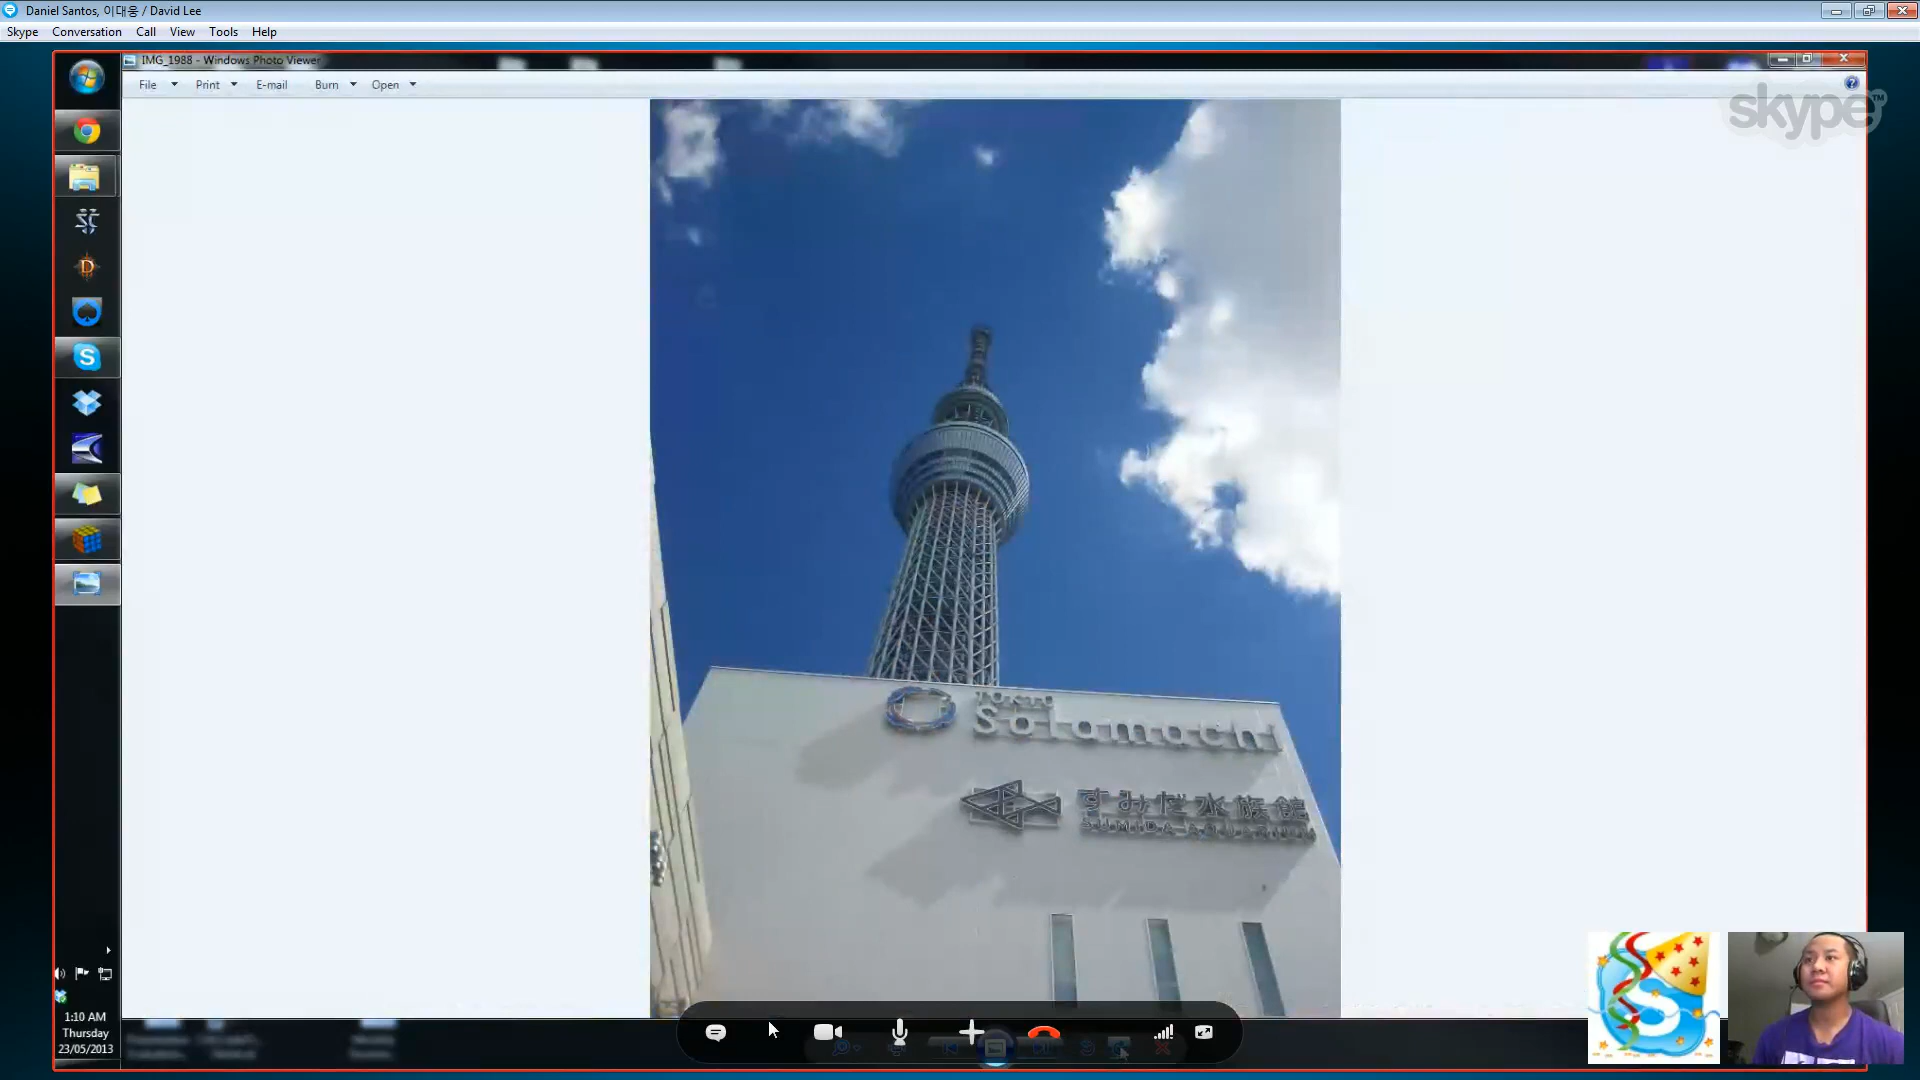 Daniel Santos, 이대웅 / David Lee
Skype Conversation Call View Tools Help
IMG_1988 - Windows Photo Viewer
File Print E-mail Burn Open
skype™
TOKYO
Solamachi
すみだ水族館
SUMIDA AQUARIUM
1:10 AM
Thursday
23/05/2013